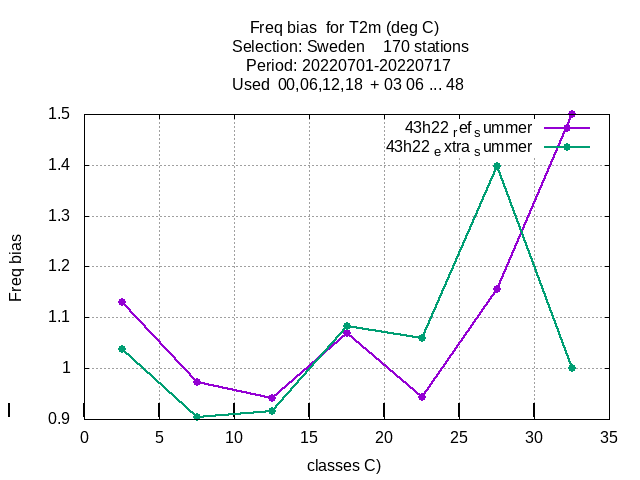 Freq bias  for T2m (deg C)
Selection: Sweden    170 stations
Period: 20220701-20220717
Used  00,06,12,18  + 03 06 ... 48
1.5
43h22 ref summer
43h22 extra summer
1.4
1.3
1.2
1.1
1
0.9
Freq bias
0 5 10 15 20 25 30 35
classes C)